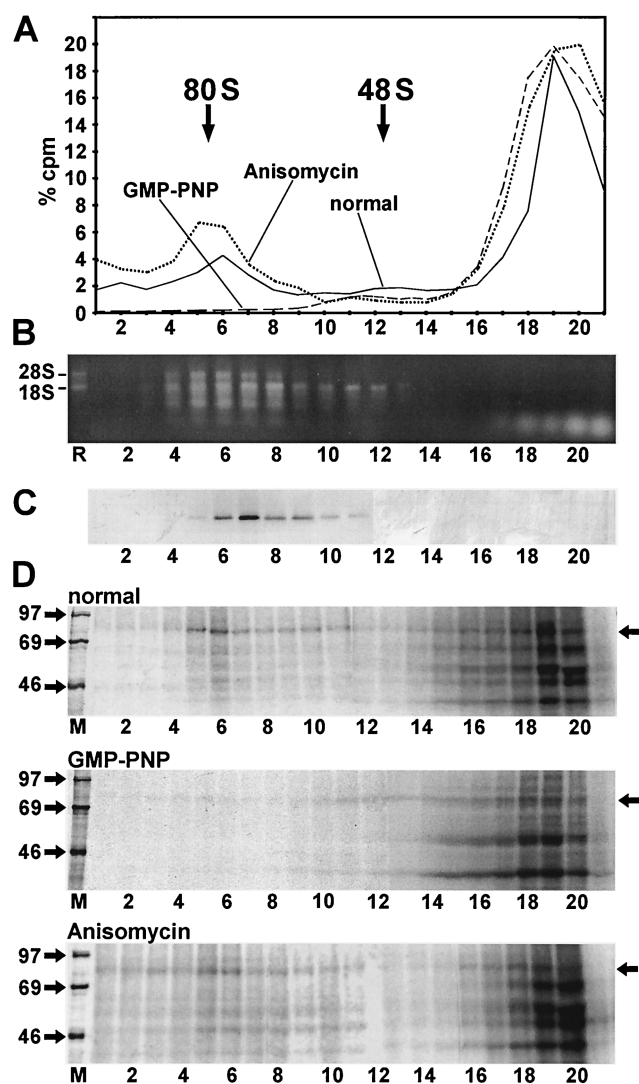 A
20
18
16
14
12
10
8
6
4
2
0
% cpm
80 S
48 S
GMP-PNP
Anisomycin
normal
2 4 6 8 10 12 14 16 18 20
B
28S
18S
R 2 4 6 8 10 12 14 16 18 20
C
2 4 6 8 10 12 14 16 18 20
D
normal
97
69
46
M 2 4 6 8 10 12 14 16 18 20
GMP-PNP
97
69
46
M 2 4 6 8 10 12 14 16 18 20
Anisomycin
97
69
46
M 2 4 6 8 10 12 14 16 18 20